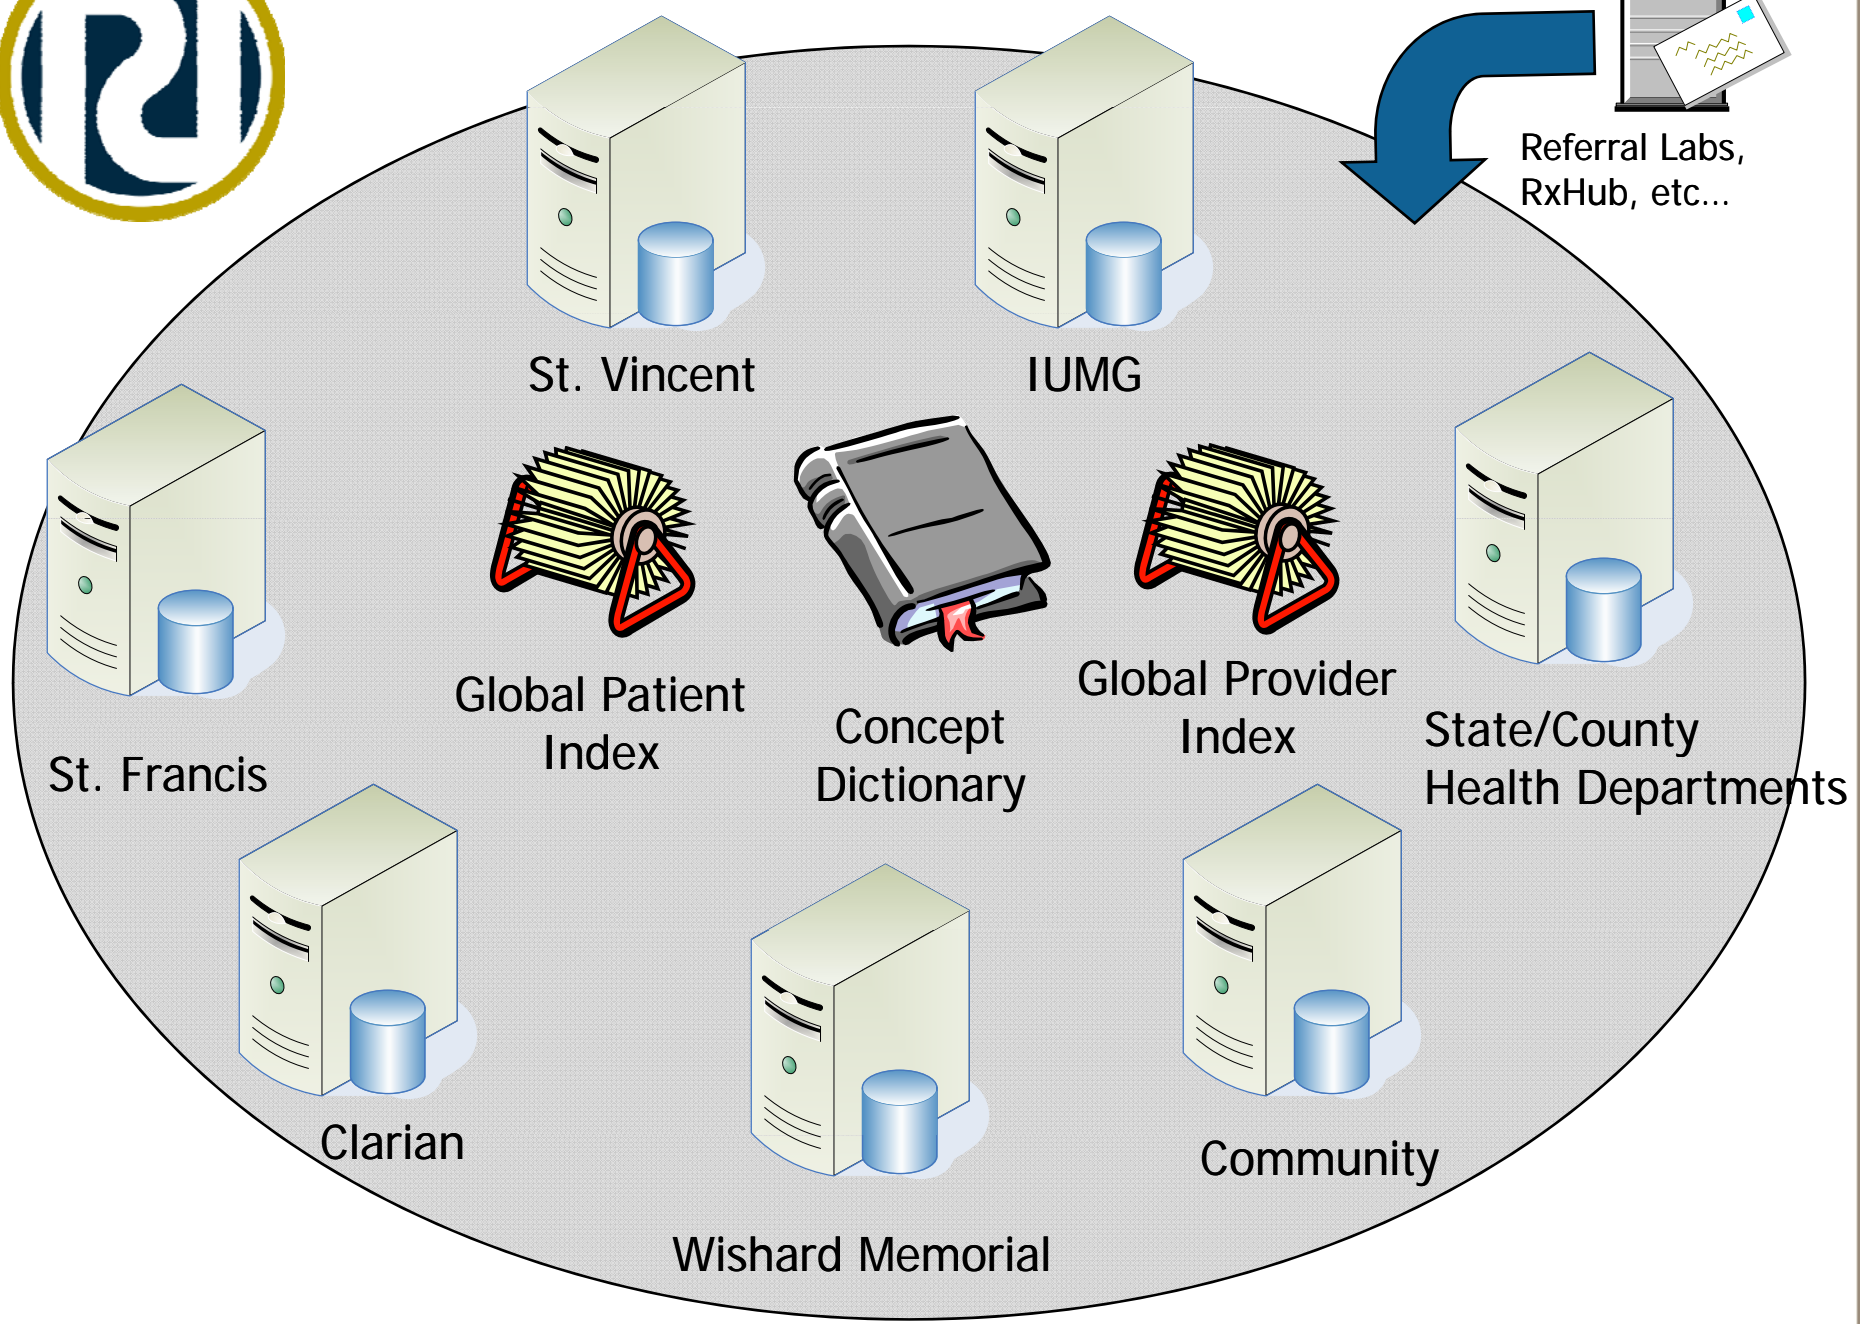 Referral Labs,
RxHub, etc...
St. Vincent
IUMG
Global Patient
Index
Concept
Dictionary
Global Provider
Index
State/County
Health Departments
St. Francis
Clarian
Community
Wishard Memorial